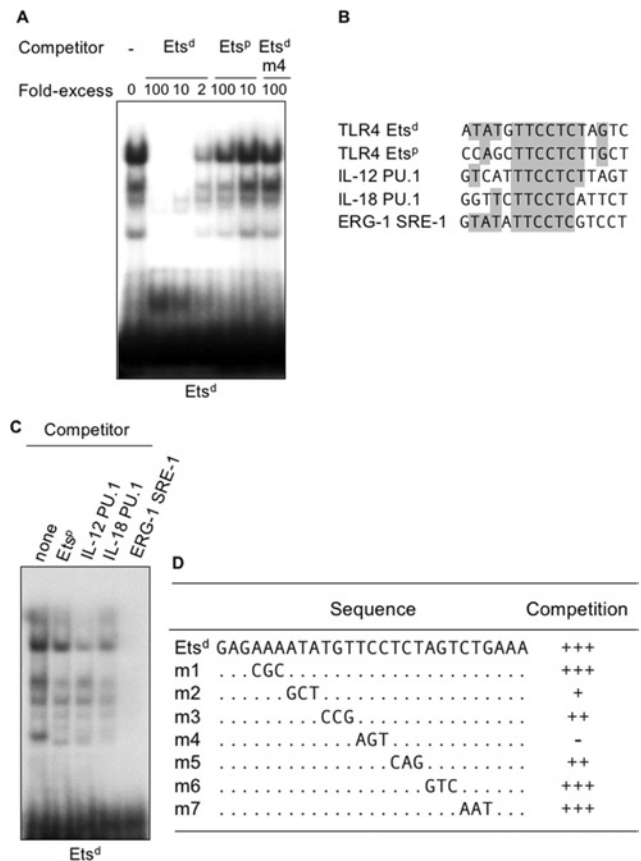 A
Competitor - Etsᵈ Etsᵖ Etsᵈ m4
Fold-excess 0 100 10 2 100 10 100
Etsᵈ
B
TLR4 Etsᵈ ATATGTTCCTCTAGTC
TLR4 Etsᵖ CCAGCTTCCTCTTGCT
IL-12 PU.1 GTCATTTCCTCTTAGT
IL-18 PU.1 GGTTCTTCCTCATTCT
ERG-1 SRE-1 GTATATTCCTCGTCCT
C
Competitor
none
Etsᵖ
IL-12 PU.1
IL-18 PU.1
ERG-1 SRE-1
Etsᵈ
D
Sequence Competition
Etsᵈ GAGAAAATATGTTCCTCTAGTCTGAAA +++
m1 ...CGC..................... +++
m2 ......GCT.................. +
m3 .........CCG............... ++
m4 ............AGT............ -
m5 ...............CAG......... ++
m6 ..................GTC...... +++
m7 .....................AAT... +++